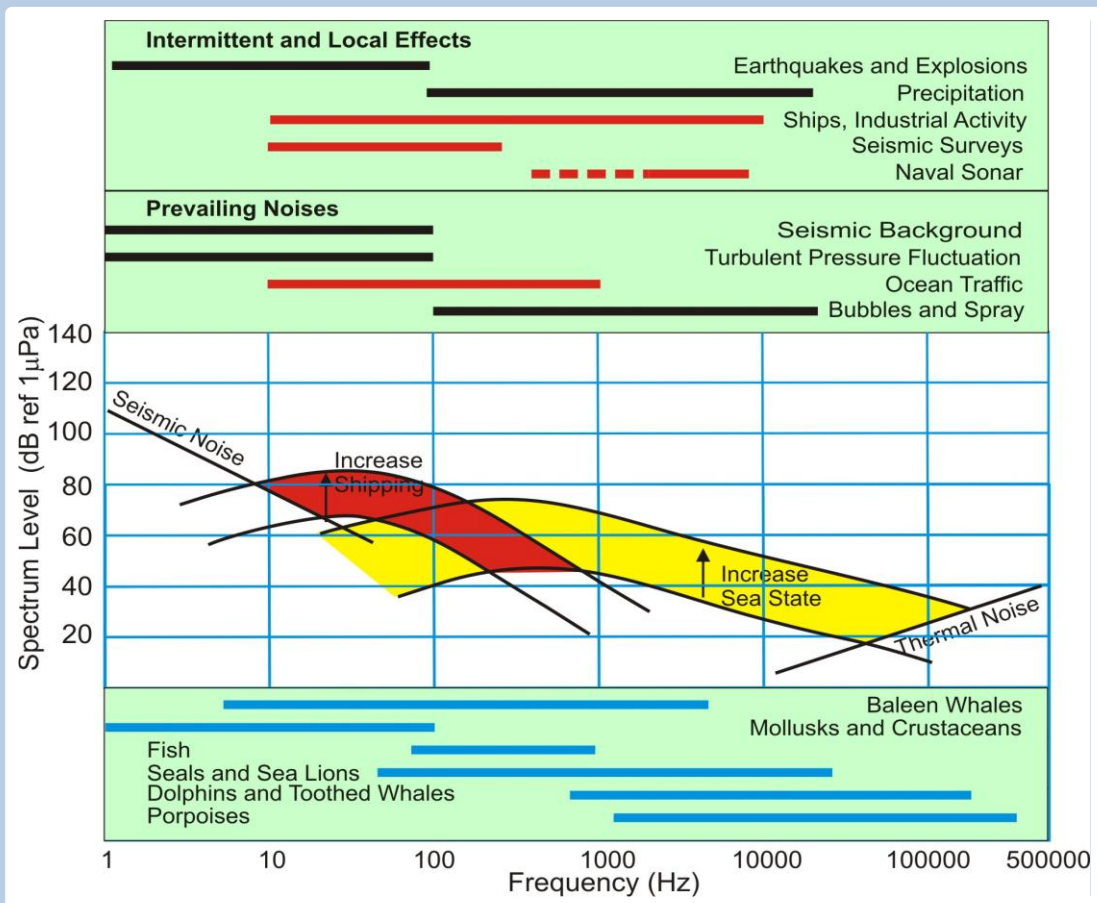 Intermittent and Local Effects
Earthquakes and Explosions
Precipitation
Ships, Industrial Activity
Seismic Surveys
Naval Sonar
Prevailing Noises
Seismic Background
Turbulent Pressure Fluctuation
Ocean Traffic
Bubbles and Spray
Spectrum Level (dB ref 1µPa)
140
120
100
80
60
40
20
Seismic Noise
Increase
Shipping
Increase
Sea State
Thermal Noise
Baleen Whales
Mollusks and Crustaceans
Fish
Seals and Sea Lions
Dolphins and Toothed Whales
Porpoises
1 10 100 1000 10000 100000 500000
Frequency (Hz)